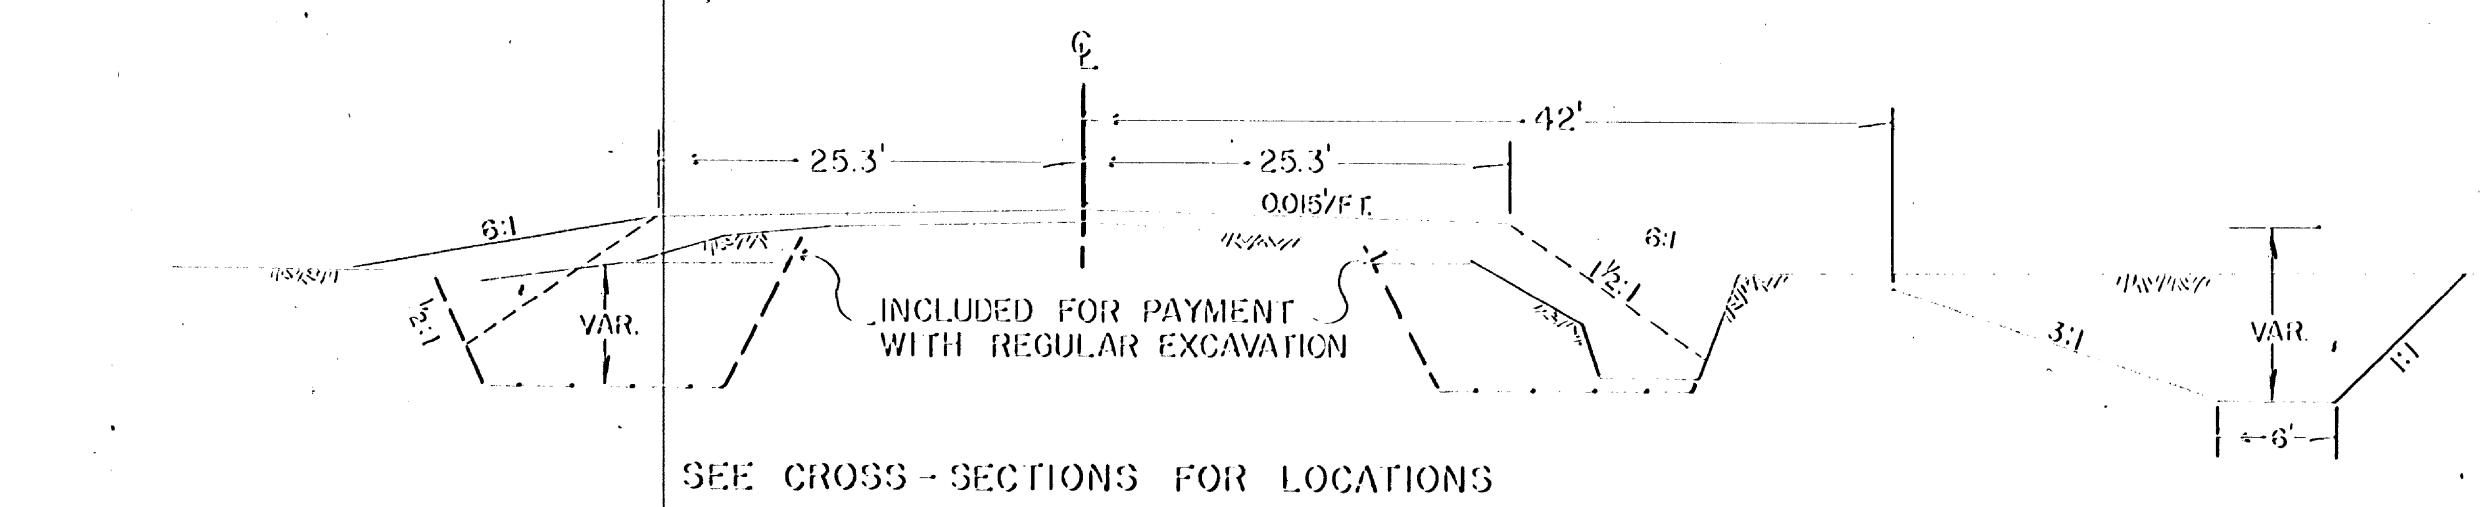 ℄
42'
25.3'
25.3'
0.015'/FT.
6:1
6:1
1½:1
½:1
VAR.
INCLUDED FOR PAYMENT
WITH REGULAR EXCAVATION
3:1
VAR.
1:1
6'
SEE CROSS-SECTIONS FOR LOCATIONS